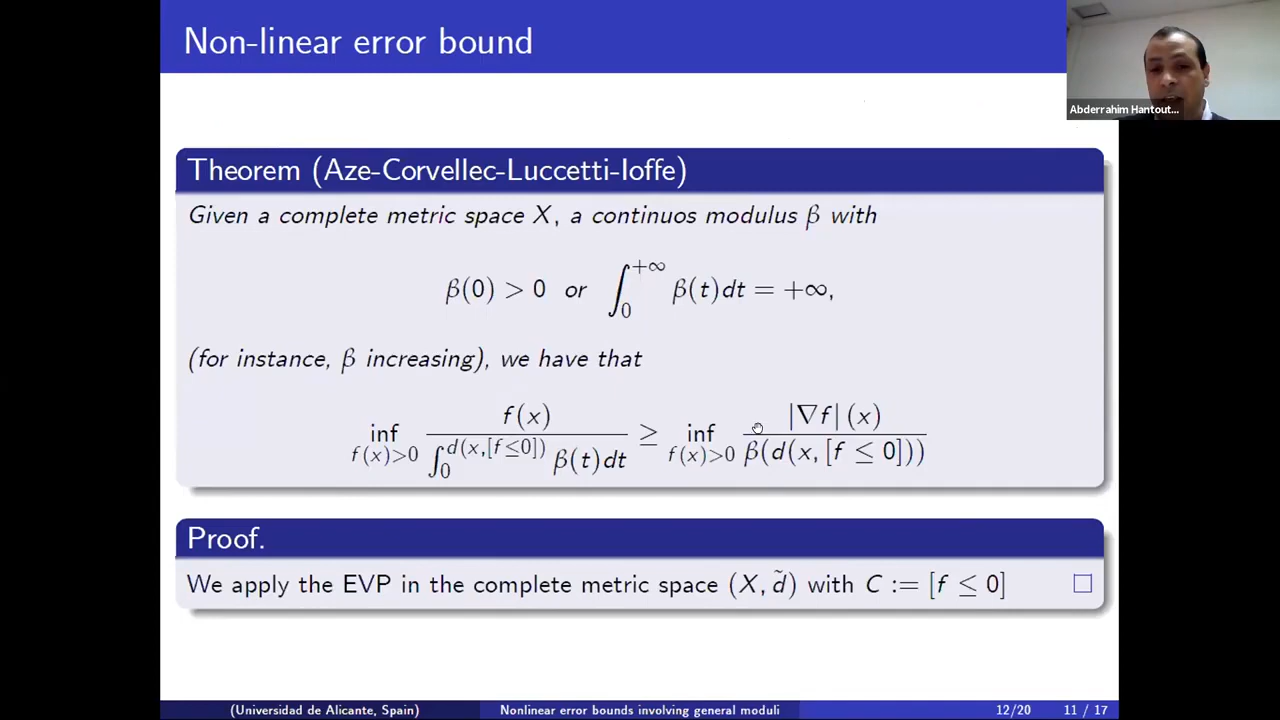 Non-linear error bound
Abderrahim Hantout...
Theorem (Aze-Corvellec-Luccetti-Ioffe)
Given a complete metric space X, a continuos modulus β with
β(0) > 0 or ∫₀^{+∞} β(t)dt = +∞,
(for instance, β increasing), we have that
inf_{f(x)>0} f(x) / ∫₀^{d(x,[f≤0])} β(t)dt ≥ inf_{f(x)>0} |∇f| (x) / β(d(x, [f ≤ 0]))
Proof.
We apply the EVP in the complete metric space (X, d̃) with C := [f ≤ 0] □
(Universidad de Alicante, Spain) Nonlinear error bounds involving general moduli 12/20 11 / 17